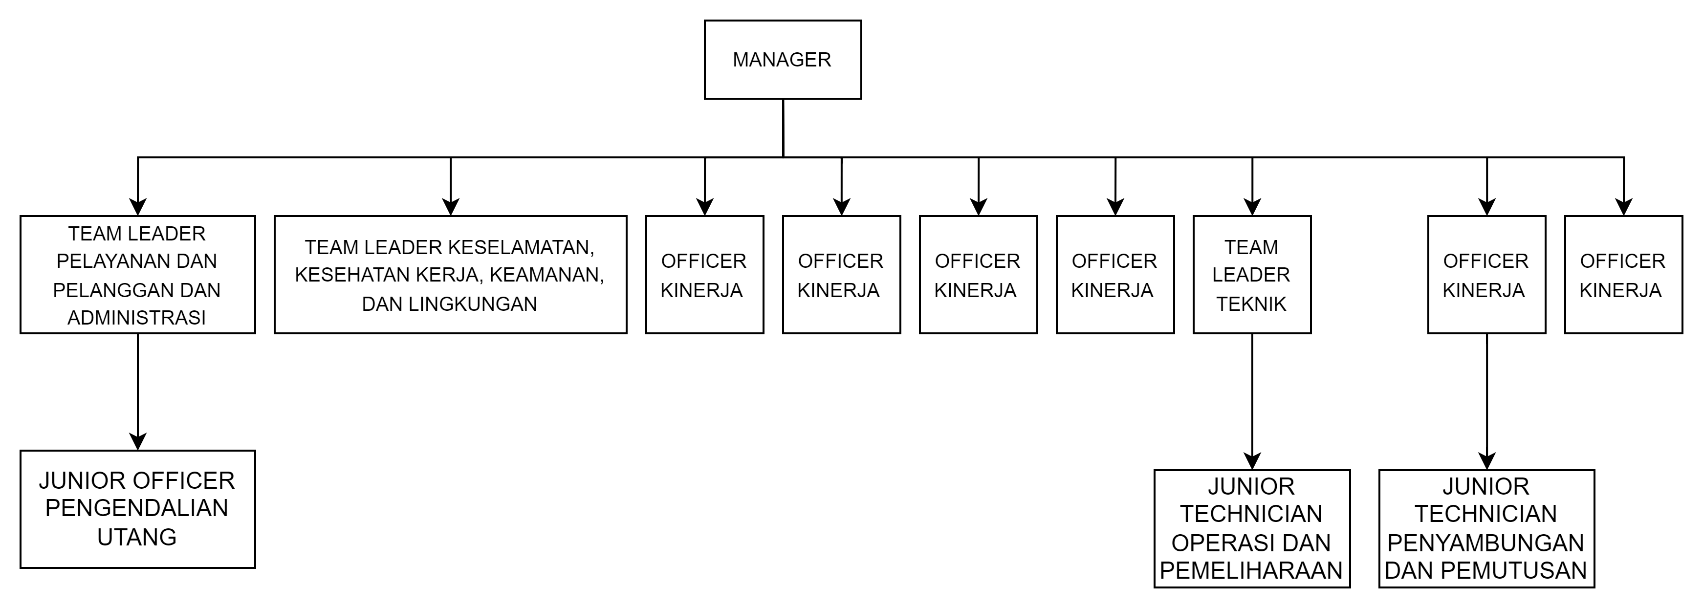 MANAGER
TEAM LEADER
PELAYANAN DAN
PELANGGAN DAN
ADMINISTRASI
TEAM LEADER KESELAMATAN,
KESEHATAN KERJA, KEAMANAN,
DAN LINGKUNGAN
OFFICER
KINERJA
OFFICER
KINERJA
OFFICER
KINERJA
OFFICER
KINERJA
TEAM
LEADER
TEKNIK
OFFICER
KINERJA
OFFICER
KINERJA
JUNIOR OFFICER
PENGENDALIAN
UTANG
JUNIOR
TECHNICIAN
OPERASI DAN
PEMELIHARAAN
JUNIOR
TECHNICIAN
PENYAMBUNGAN
DAN PEMUTUSAN